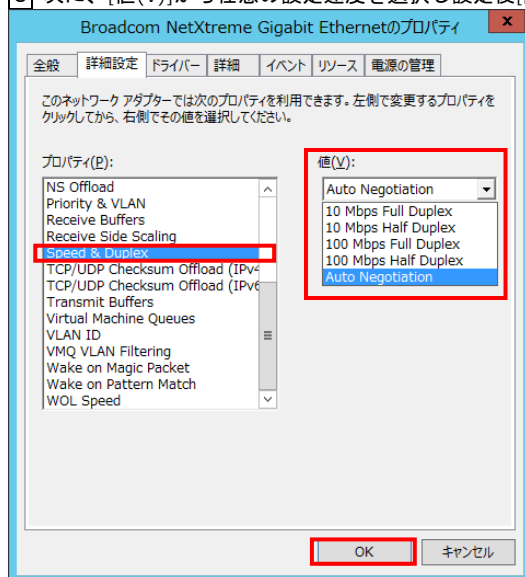 Broadcom NetXtreme Gigabit Ethernetのプロパティ
x
全般 詳細設定 ドライバー 詳細 イベント リソース 電源の管理
このネットワーク アダプターでは次のプロパティを利用できます。左側で変更するプロパティを
クリックしてから、右側でその値を選択してください。
プロパティ(P):
NS Offload
Priority & VLAN
Receive Buffers
Receive Side Scaling
Speed & Duplex
TCP/UDP Checksum Offload (IPv4
TCP/UDP Checksum Offload (IPv6
Transmit Buffers
Virtual Machine Queues
VLAN ID
VMQ VLAN Filtering
Wake on Magic Packet
Wake on Pattern Match
WOL Speed
値(V):
Auto Negotiation
10 Mbps Full Duplex
10 Mbps Half Duplex
100 Mbps Full Duplex
100 Mbps Half Duplex
Auto Negotiation
OK キャンセル